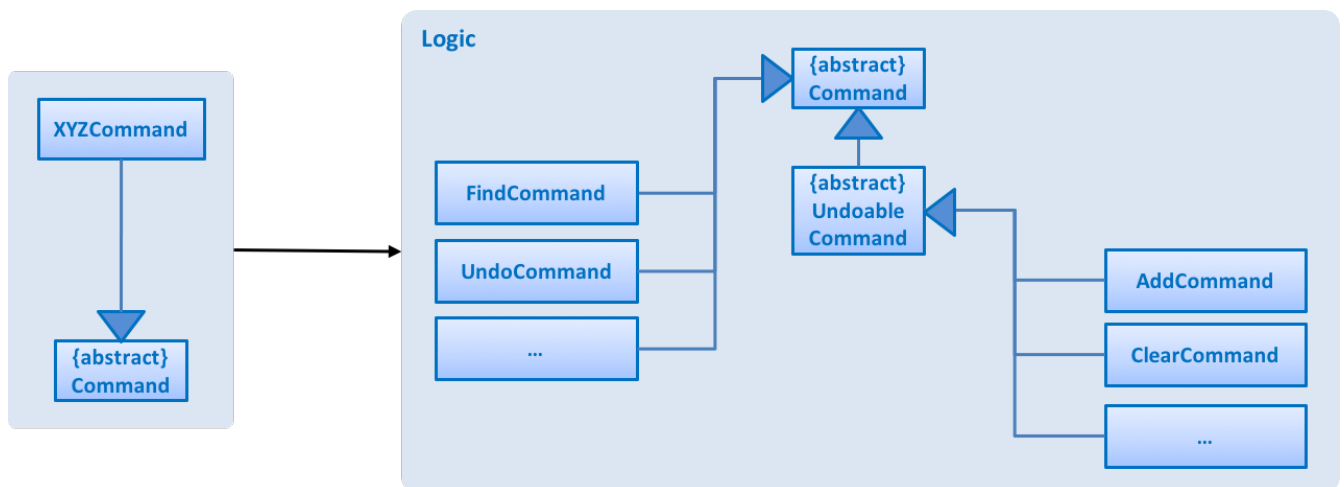 XYZCommand
{abstract}
Command
Logic
{abstract}
Command
FindCommand
UndoCommand
...
{abstract}
Undoable
Command
AddCommand
ClearCommand
...